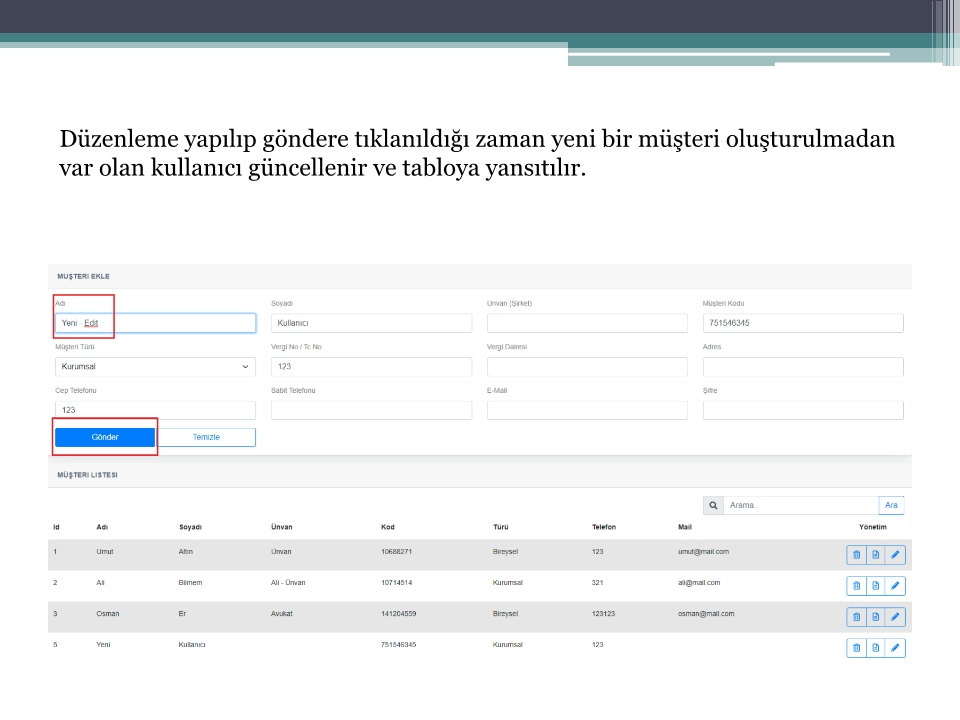 Düzenleme yapılıp göndere tıklanıldığı zaman yeni bir müşteri oluşturulmadan
var olan kullanıcı güncellenir ve tabloya yansıtılır.
MÜŞTERI EKLE
Adı Soyadı Ünvan (Şirket) Müşteri Kodu
Yeni - Edit Kullanıcı 751546345
Müşteri Türü Vergi No / Tc No Vergi Dairesi Adres
Kurumsal 123
Cep Telefonu Sabit Telefonu E-Mail Şifre
123
Gönder Temizle
MÜŞTERI LISTESI
Arama.. Ara
Id Adı Soyadı Ünvan Kod Türü Telefon Mail Yönetim
1 Umut Altın Ünvan 10688271 Bireysel 123 umut@mail.com
2 Ali Bilmem Ali - Ünvan 10714514 Kurumsal 321 ali@mail.com
3 Osman Er Avukat 141204559 Bireysel 123123 osman@mail.com
5 Yeni Kullanıcı 751546345 Kurumsal 123